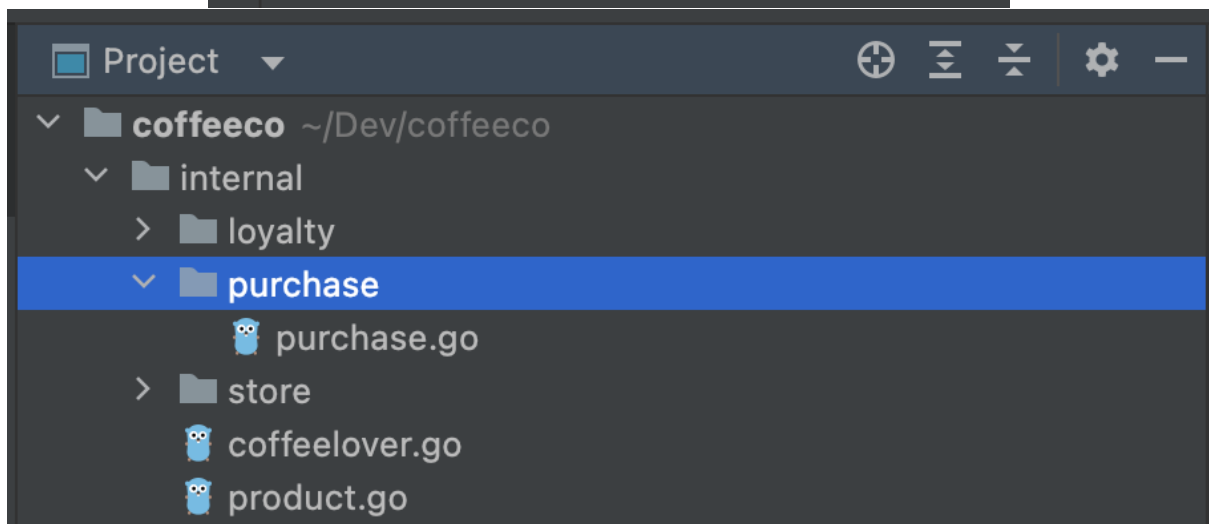 Project
coffeeco ~/Dev/coffeeco
internal
loyalty
purchase
purchase.go
store
coffeelover.go
product.go